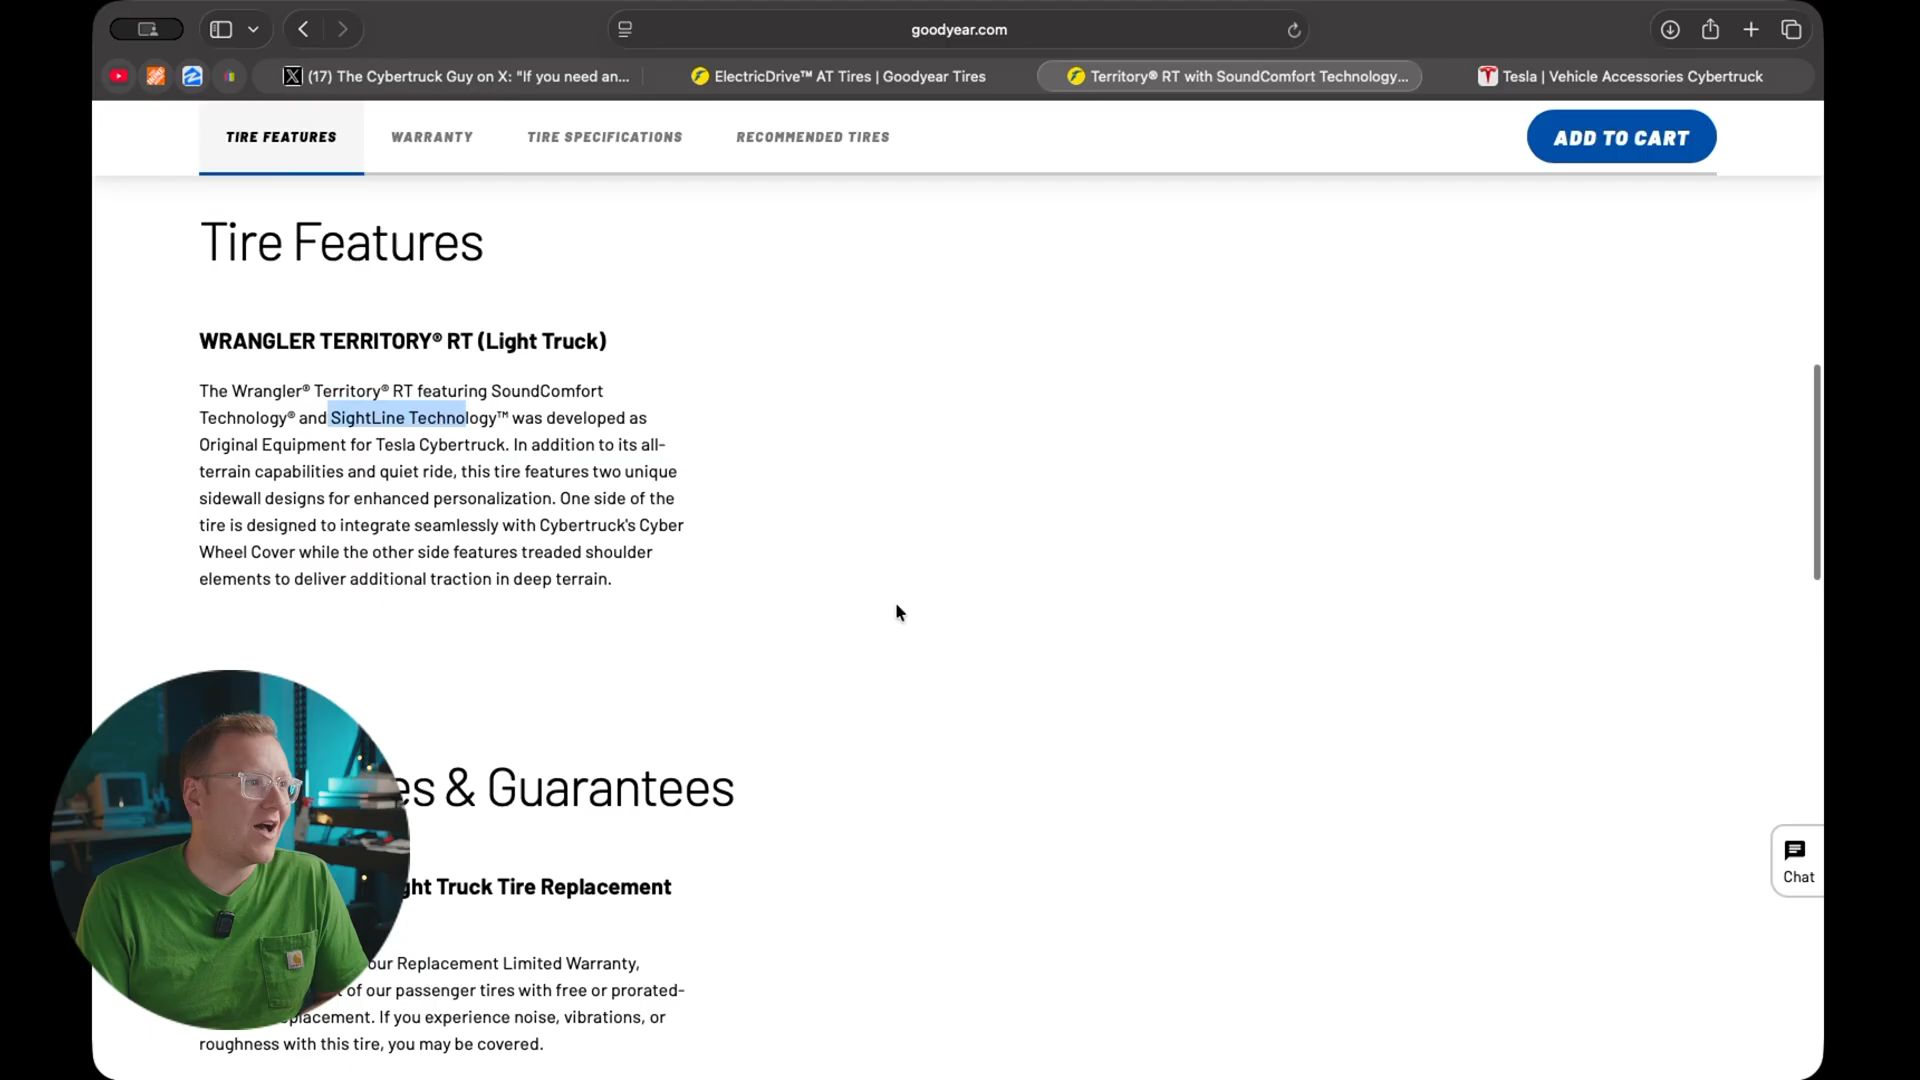 goodyear.com
(17) The Cybertruck Guy on X: "If you need an...
ElectricDrive™ AT Tires | Goodyear Tires
Territory® RT with SoundComfort Technology...
Tesla | Vehicle Accessories Cybertruck
TIRE FEATURES
WARRANTY
TIRE SPECIFICATIONS
RECOMMENDED TIRES
ADD TO CART
Tire Features
WRANGLER TERRITORY® RT (Light Truck)
The Wrangler® Territory® RT featuring SoundComfort
Technology® and SightLine Technology™ was developed as
Original Equipment for Tesla Cybertruck. In addition to its all-
terrain capabilities and quiet ride, this tire features two unique
sidewall designs for enhanced personalization. One side of the
tire is designed to integrate seamlessly with Cybertruck's Cyber
Wheel Cover while the other side features treaded shoulder
elements to deliver additional traction in deep terrain.
& Guarantees
Truck Tire Replacement
our Replacement Limited Warranty,
of our passenger tires with free or prorated-
If you experience noise, vibrations, or
roughness with this tire, you may be covered.
Chat